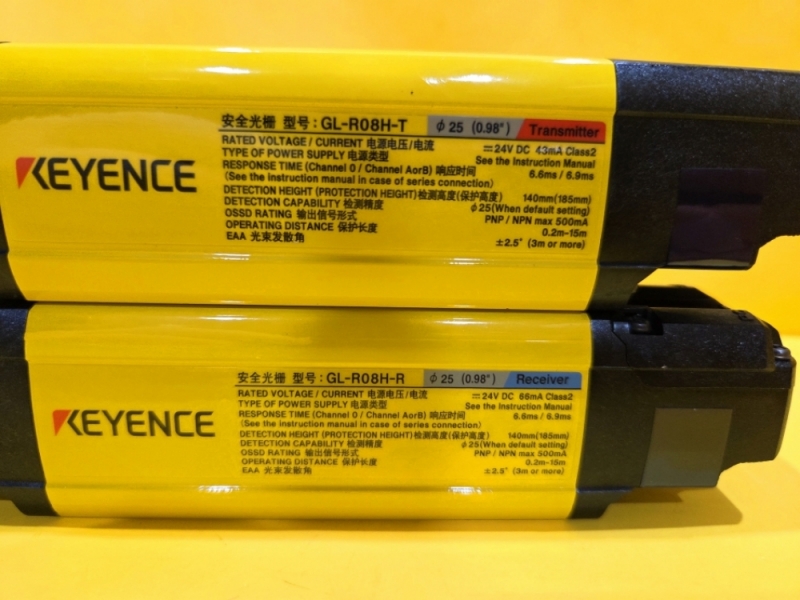 KEYENCE
安全光栅 型号：GL-R08H-T φ25 (0.98") Transmitter
RATED VOLTAGE / CURRENT 电源电压/电流 ⎓24V DC 43mA Class2
TYPE OF POWER SUPPLY 电源类型 See the Instruction Manual
RESPONSE TIME (Channel 0 / Channel AorB) 响应时间 6.6ms / 6.9ms
(See the instruction manual in case of series connection)
DETECTION HEIGHT (PROTECTION HEIGHT) 检测高度(保护高度) 140mm(185mm)
DETECTION CAPABILITY 检测精度 φ25(When default setting)
OSSD RATING 输出信号形式 PNP / NPN max 500mA
OPERATING DISTANCE 保护长度 0.2m-15m
EAA 光束发散角 ±2.5° (3m or more)
KEYENCE
安全光栅 型号：GL-R08H-R φ25 (0.98") Receiver
RATED VOLTAGE / CURRENT 电源电压/电流 ⎓24V DC 66mA Class2
TYPE OF POWER SUPPLY 电源类型 See the Instruction Manual
RESPONSE TIME (Channel 0 / Channel AorB) 响应时间 6.6ms / 6.9ms
(See the instruction manual in case of series connection)
DETECTION HEIGHT (PROTECTION HEIGHT) 检测高度(保护高度) 140mm(185mm)
DETECTION CAPABILITY 检测精度 φ25(When default setting)
OSSD RATING 输出信号形式 PNP / NPN max 500mA
OPERATING DISTANCE 保护长度 0.2m-15m
EAA 光束发散角 ±2.5° (3m or more)